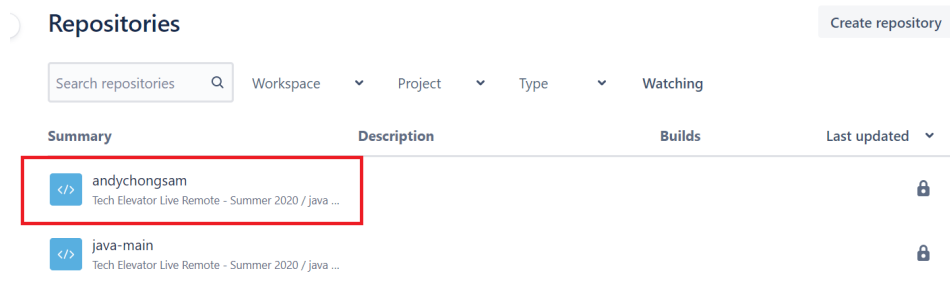 Repositories
Create repository
Search repositories Workspace Project Type Watching
Summary Description Builds Last updated
andychongsam
Tech Elevator Live Remote - Summer 2020 / java ...
java-main
Tech Elevator Live Remote - Summer 2020 / java ...